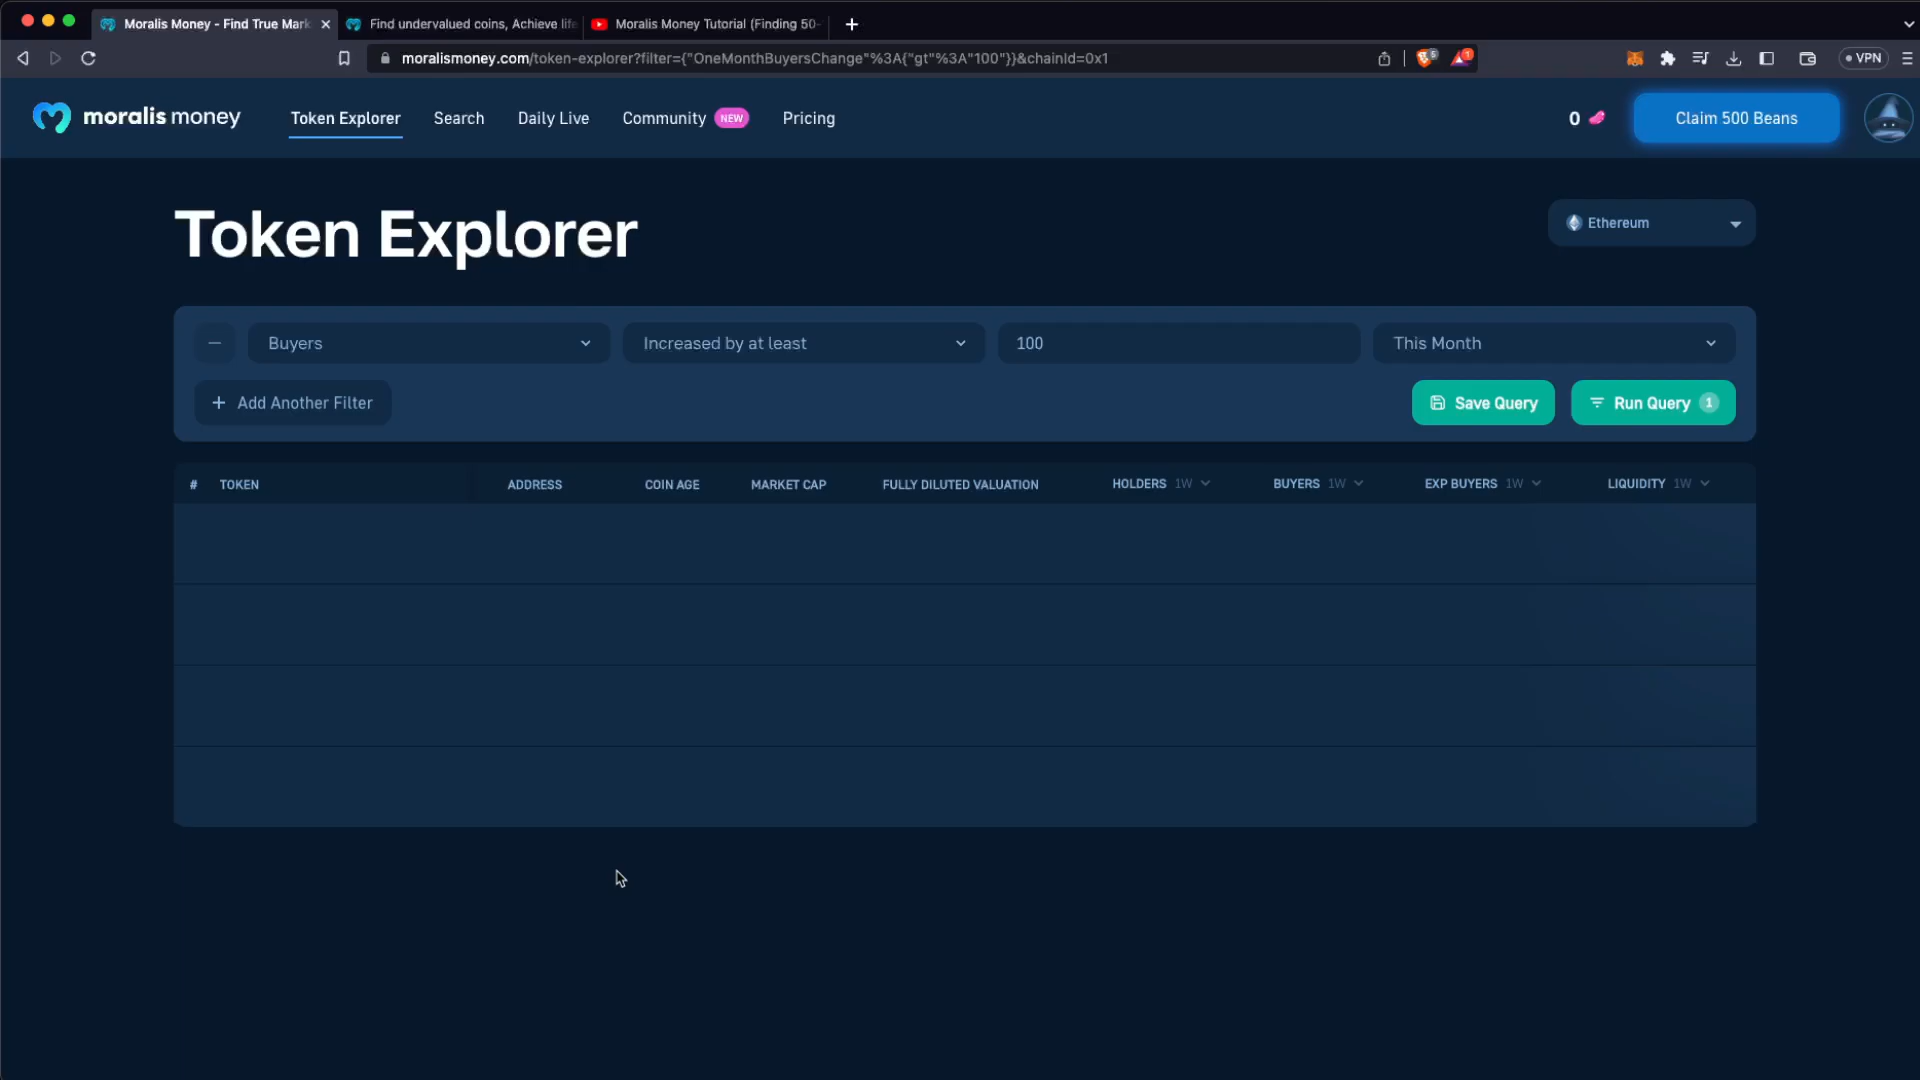 Moralis Money - Find True Mark
Find undervalued coins, Achieve life
Moralis Money Tutorial (Finding 50-
moralismoney.com/token-explorer?filter={"OneMonthBuyersChange"%3A{"gt"%3A"100"}}&chainId=0x1
5
1
VPN
moralis money
Token Explorer
Search
Daily Live
Community NEW
Pricing
0
Claim 500 Beans
Token Explorer
Ethereum
Buyers
Increased by at least
100
This Month
+ Add Another Filter
Save Query
Run Query 1
# TOKEN ADDRESS COIN AGE MARKET CAP FULLY DILUTED VALUATION HOLDERS 1W BUYERS 1W EXP BUYERS 1W LIQUIDITY 1W